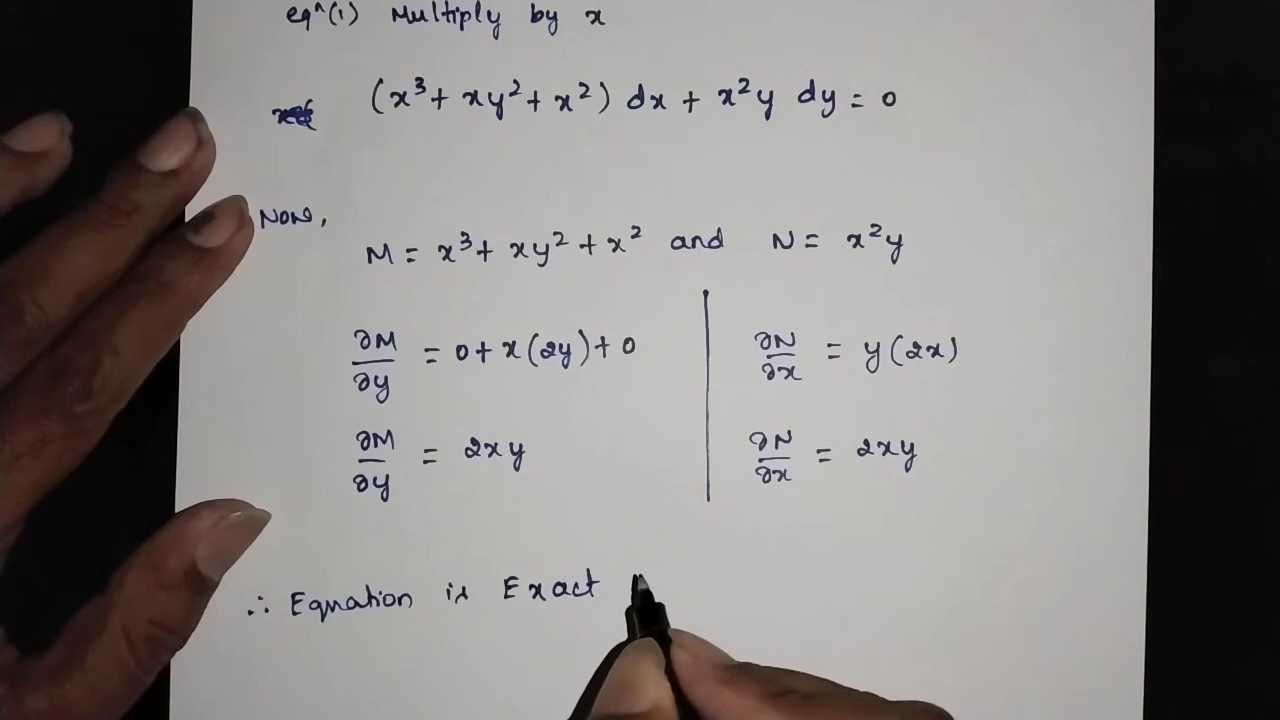 eqⁿ(1) Multiply by x
(x³+ xy²+ x²) dx + x²y dy = 0
Now,
M = x³+ xy² + x² and N = x²y
∂M/∂y = 0+ x(2y)+ 0
∂N/∂x = y(2x)
∂M/∂y = 2xy
∂N/∂x = 2xy
∴ Equation is Exact